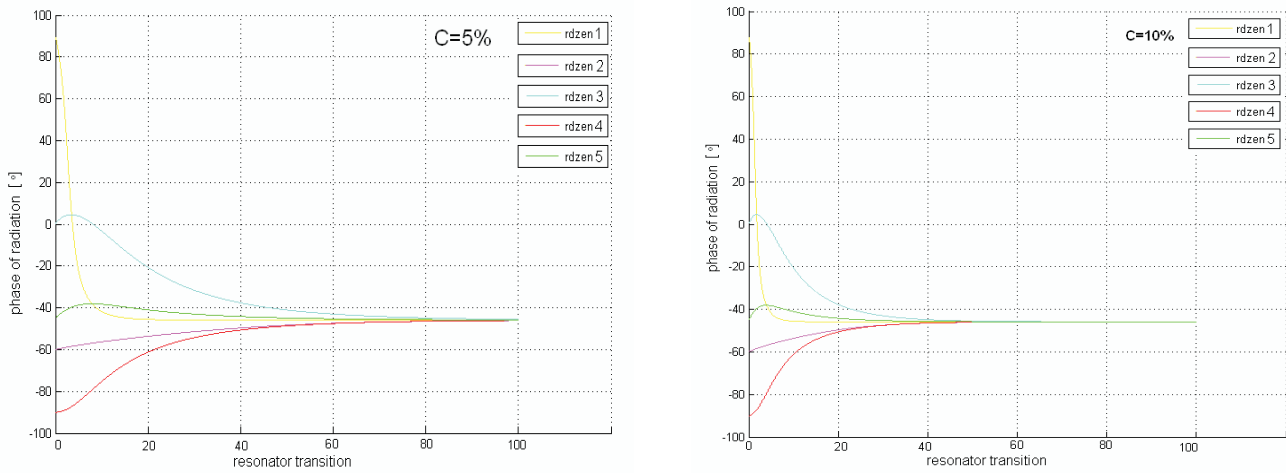 100
80
60
40
20
0
-20
-40
-60
-80
-100
phase of radiation [ º]
C=5%
rdzen 1
rdzen 2
rdzen 3
rdzen 4
rdzen 5
0 20 40 60 80 100
resonator transition
100
80
60
40
20
0
-20
-40
-60
-80
-100
phase of radiation [ º]
C=10%
rdzen 1
rdzen 2
rdzen 3
rdzen 4
rdzen 5
0 20 40 60 80 100
resonator transition